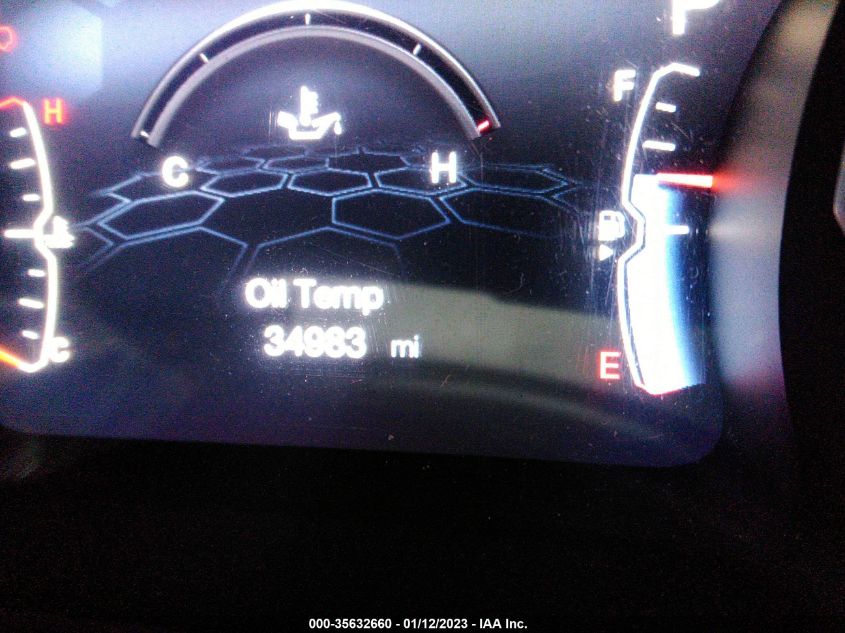 P
F
H
C
H
Oil Temp
34983 mi
C
E
000-35632660 - 01/12/2023 - IAA Inc.